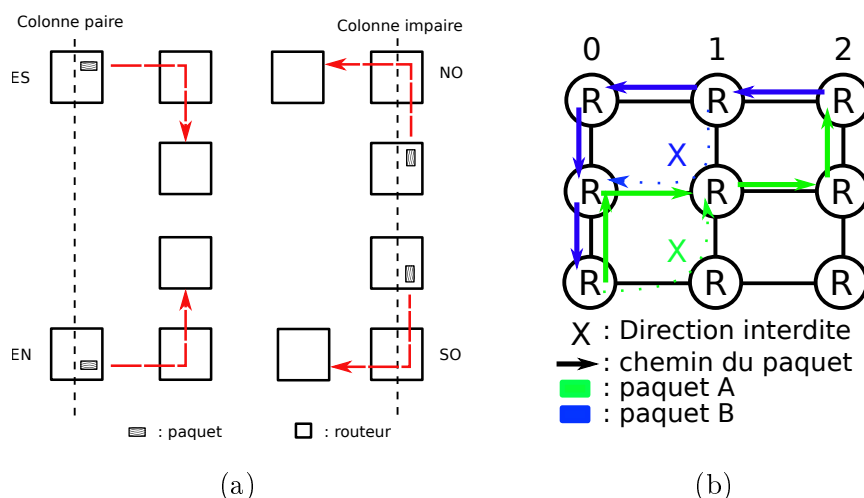 Colonne paire
Colonne impaire
ES
NO
EN
SO
: paquet
: routeur
(a)
0 1 2
R R R
X
R R R
X
R R R
X : Direction interdite
: chemin du paquet
: paquet A
: paquet B
(b)